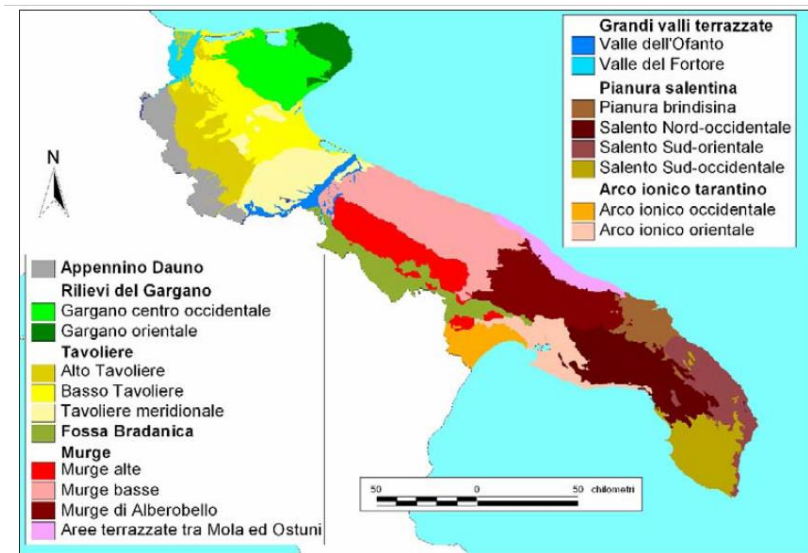 Grandi valli terrazzate
Valle dell'Ofanto
Valle del Fortore
Pianura salentina
Pianura brindisina
Salento Nord-occidentale
Salento Sud-orientale
Salento Sud-occidentale
Arco ionico tarantino
Arco ionico occidentale
Arco ionico orientale
N
Appennino Dauno
Rilievi del Gargano
Gargano centro occidentale
Gargano orientale
Tavoliere
Alto Tavoliere
Basso Tavoliere
Tavoliere meridionale
Fossa Bradanica
Murge
Murge alte
Murge basse
Murge di Alberobello
Aree terrazzate tra Mola ed Ostuni
50 0 50 chilometri